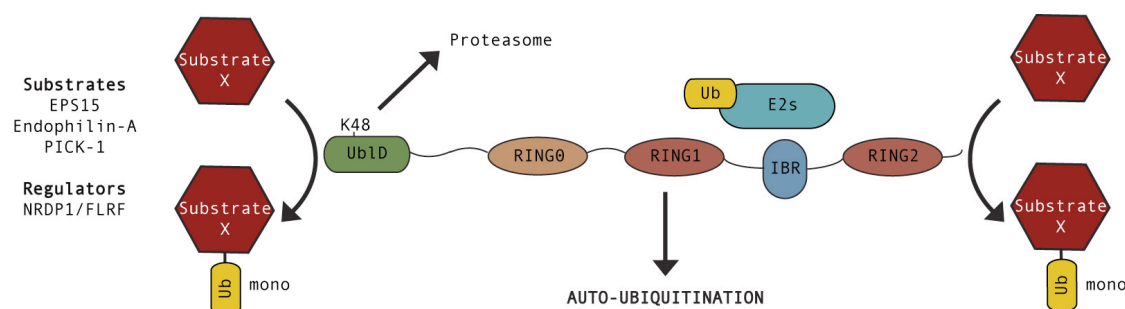 Substrates
EPS15
Endophilin-A
PICK-1
Regulators
NRDP1/FLRF
Substrate
X
Substrate
X
Ub
mono
Proteasome
K48
UblD
RING0
RING1
IBR
RING2
Ub
E2s
AUTO-UBIQUITINATION
Substrate
X
Substrate
X
Ub
mono